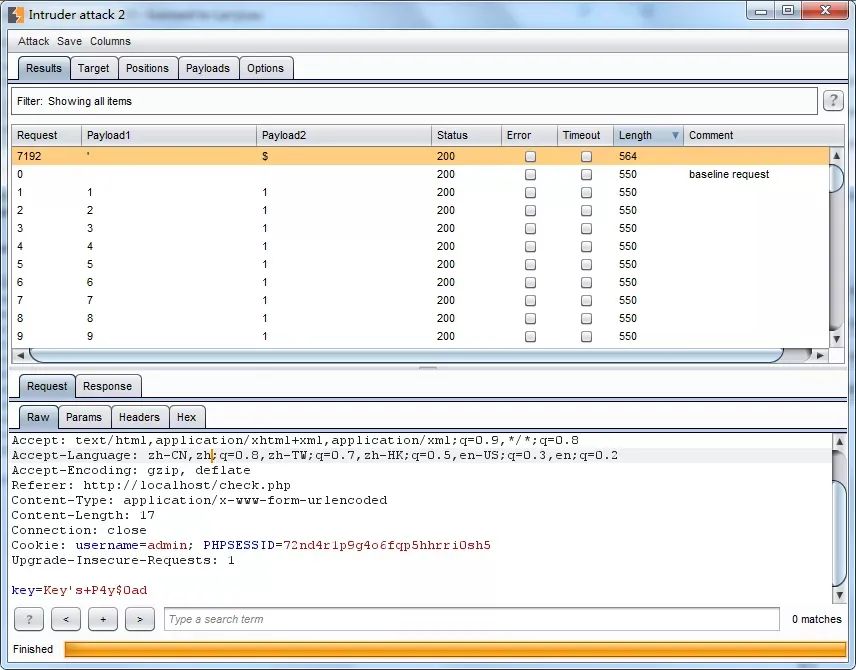 Intruder attack 2
Attack Save Columns
Results Target Positions Payloads Options
Filter: Showing all items ?
Request Payload1 Payload2 Status Error Timeout Length Comment
7192 ' $ 200 564
0 200 550 baseline request
1 1 1 200 550
2 2 1 200 550
3 3 1 200 550
4 4 1 200 550
5 5 1 200 550
6 6 1 200 550
7 7 1 200 550
8 8 1 200 550
9 9 1 200 550
Request Response
Raw Params Headers Hex
Accept: text/html,application/xhtml+xml,application/xml;q=0.9,*/*;q=0.8
Accept-Language: zh-CN,zh;q=0.8,zh-TW;q=0.7,zh-HK;q=0.5,en-US;q=0.3,en;q=0.2
Accept-Encoding: gzip, deflate
Referer: http://localhost/check.php
Content-Type: application/x-www-form-urlencoded
Content-Length: 17
Connection: close
Cookie: username=admin; PHPSESSID=72nd4r1p9g4o6fqp5hhrri0sh5
Upgrade-Insecure-Requests: 1
key=Key's+P4y$0ad
? < + > Type a search term 0 matches
Finished